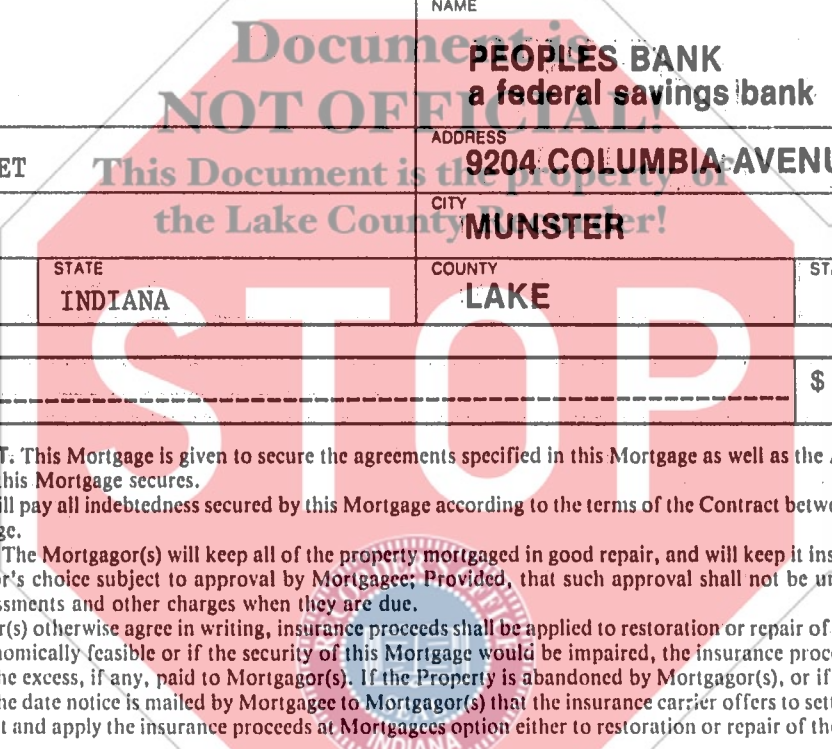 NAME
Document is
PEOPLES BANK
a federal savings bank
NOT OFFICIAL!
ADDRESS
ET
9204 COLUMBIA AVENU
This Document is the property of
CITY
the Lake County Recorder!
MUNSTER
STATE
COUNTY
STA
INDIANA
LAKE
STOP
$
T. This Mortgage is given to secure the agreements specified in this Mortgage as well as the A
this Mortgage secures.
ill pay all indebtedness secured by this Mortgage according to the terms of the Contract betwe
ge.
The Mortgagor(s) will keep all of the property mortgaged in good repair, and will keep it ins
or's choice subject to approval by Mortgagee; Provided, that such approval shall not be un
ssments and other charges when they are due.
r(s) otherwise agree in writing, insurance proceeds shall be applied to restoration or repair of
nomically feasible or if the security of this Mortgage would be impaired, the insurance proce
he excess, if any, paid to Mortgagor(s). If the Property is abandoned by Mortgagor(s), or if
he date notice is mailed by Mortgagee to Mortgagor(s) that the insurance carrier offers to sett
t and apply the insurance proceeds at Mortgagees option either to restoration or repair of the
INDIANA